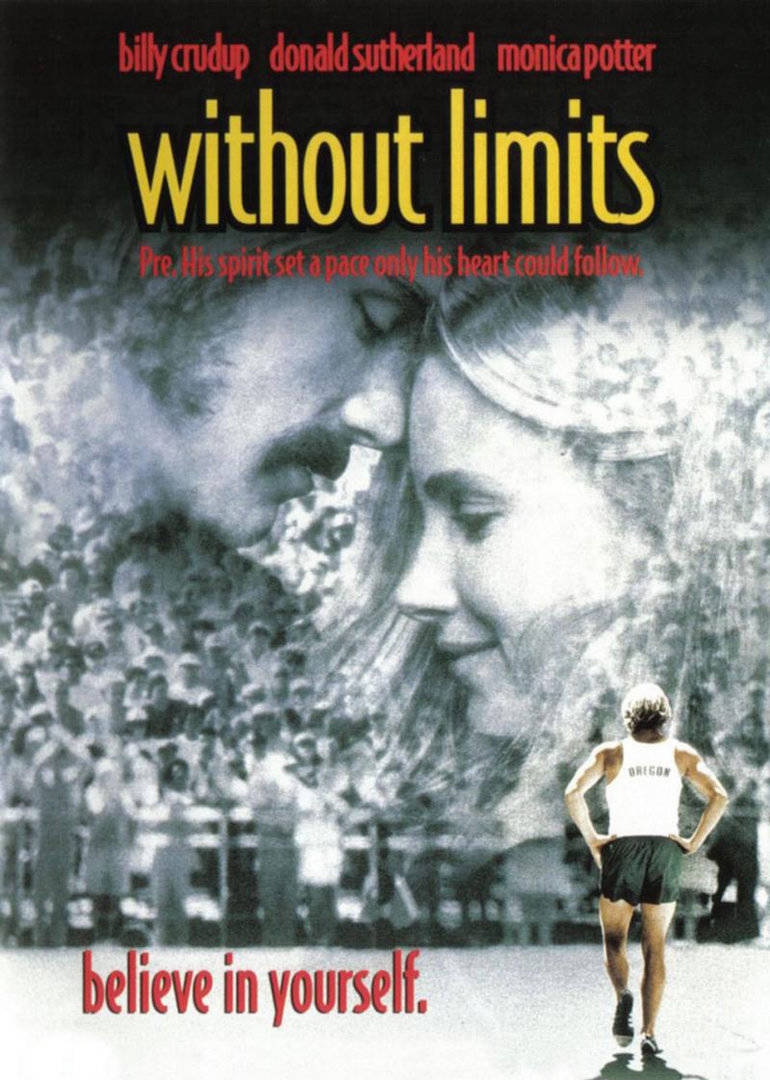 billy crudup donald sutherland monica potter
without limits
Pre. His spirit set a pace only his heart could follow.
OREGON
believe in yourself.